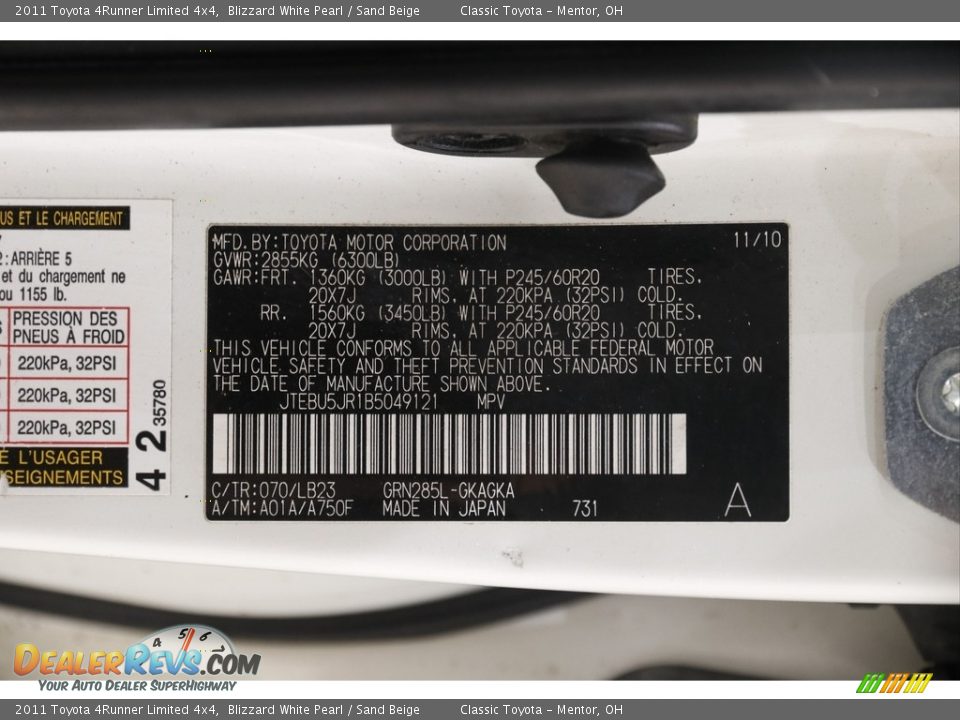 2011 Toyota 4Runner Limited 4x4, Blizzard White Pearl / Sand Beige Classic Toyota – Mentor, OH
US ET LE CHARGEMENT
2: ARRIÈRE 5
et du chargement ne
ou 1155 lb.
PRESSION DES
PNEUS À FROID
220kPa, 32PSI
220kPa, 32PSI
220kPa, 32PSI
É L'USAGER
SEIGNEMENTS
42 35780
MFD. BY: TOYOTA MOTOR CORPORATION 11/10
GVWR: 2855KG (6300LB)
GAWR: FRT. 1360KG (3000LB) WITH P245/60R20 TIRES.
20X7J RIMS. AT 220KPA (32PSI) COLD.
RR. 1560KG (3450LB) WITH P245/60R20 TIRES.
20X7J RIMS. AT 220KPA (32PSI) COLD.
THIS VEHICLE CONFORMS TO ALL APPLICABLE FEDERAL MOTOR
VEHICLE SAFETY AND THEFT PREVENTION STANDARDS IN EFFECT ON
THE DATE OF MANUFACTURE SHOWN ABOVE.
JTEBU5JR1B5049121 MPV
C/TR: 070/LB23 GRN285L-GKAGKA
A/TM: A01A/A750F MADE IN JAPAN 731 A
4 5 6
DEALERREVS.COM
YOUR AUTO DEALER SUPERHIGHWAY
2011 Toyota 4Runner Limited 4x4, Blizzard White Pearl / Sand Beige Classic Toyota – Mentor, OH